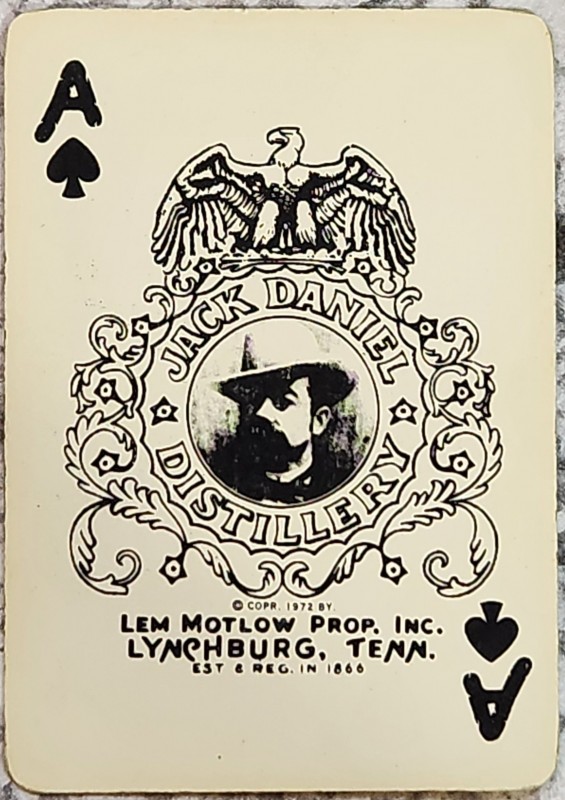 A
JACK DANIEL
DISTILLERY
© COPR. 1972 BY.
LEM MOTLOW PROP. INC.
LYNCHBURG, TENN.
EST & REG. IN 1866
A